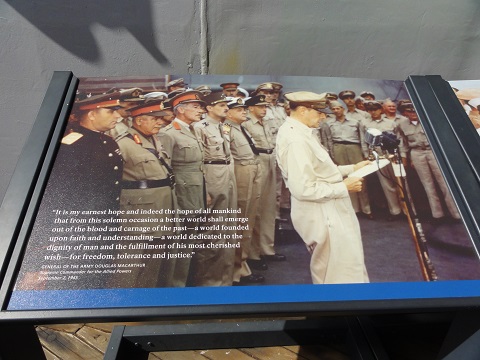 "It is my earnest hope and indeed the hope of all mankind
that from this solemn occasion a better world shall emerge
out of the blood and carnage of the past—a world founded
upon faith and understanding—a world dedicated to the
dignity of man and the fulfillment of his most cherished
wish—for freedom, tolerance and justice."
GENERAL OF THE ARMY DOUGLAS MACARTHUR
Supreme Commander for the Allied Powers
September 2, 1945